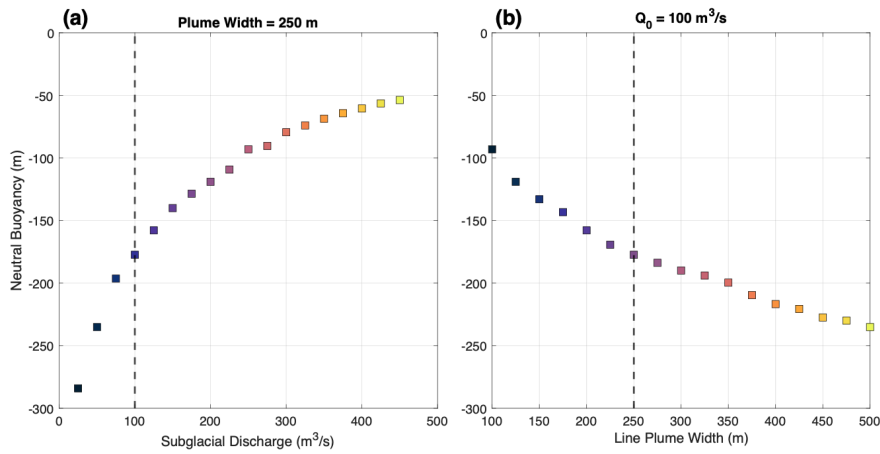 (a)
Plume Width = 250 m
0
-50
-100
-150
-200
-250
-300
Neutral Buoyancy (m)
0 100 200 300 400 500
Subglacial Discharge (m³/s)
(b)
Q₀ = 100 m³/s
0
-50
-100
-150
-200
-250
-300
100 150 200 250 300 350 400 450 500
Line Plume Width (m)